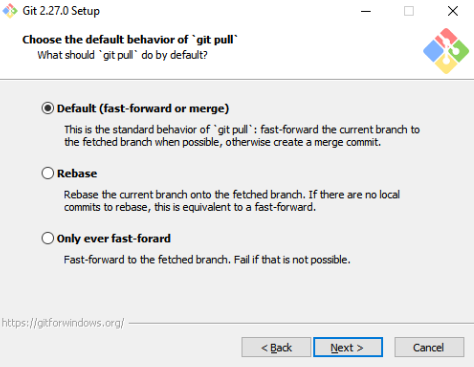 Git 2.27.0 Setup
Choose the default behavior of `git pull`
What should `git pull` do by default?
Default (fast-forward or merge)
This is the standard behavior of `git pull`: fast-forward the current branch to
the fetched branch when possible, otherwise create a merge commit.
Rebase
Rebase the current branch onto the fetched branch. If there are no local
commits to rebase, this is equivalent to a fast-forward.
Only ever fast-forard
Fast-forward to the fetched branch. Fail if that is not possible.
https://gitforwindows.org/
< Back
Next >
Cancel